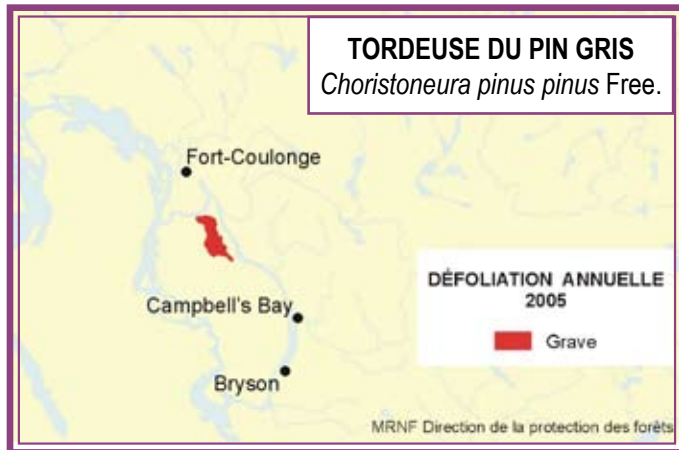 TORDEUSE DU PIN GRIS
Choristoneura pinus pinus Free.
Fort-Coulonge
Campbell's Bay
Bryson
DÉFOLIATION ANNUELLE
2005
Grave
MRNF Direction de la protection des forêts